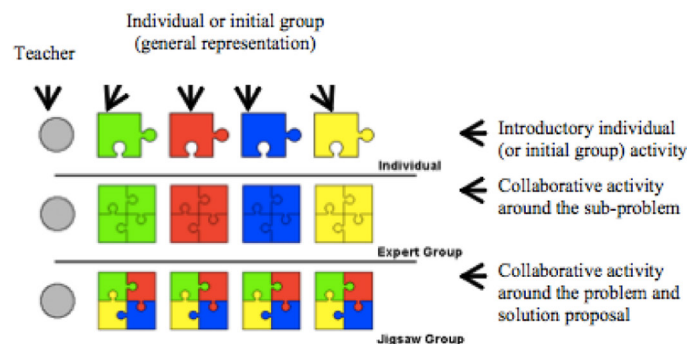 Individual or initial group
(general representation)
Teacher
Introductory individual
(or initial group) activity
Individual
Collaborative activity
around the sub-problem
Expert Group
Collaborative activity
around the problem and
solution proposal
Jigsaw Group